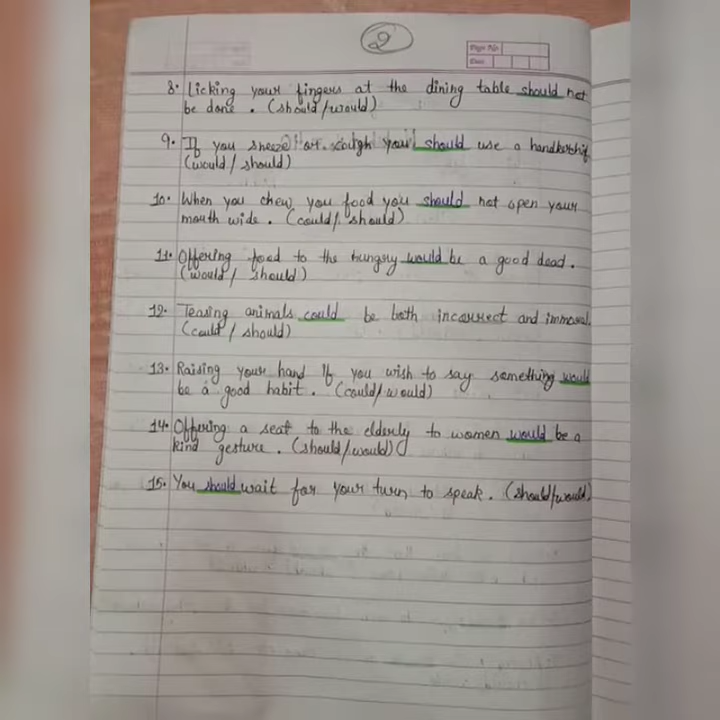 2
Page No.
Date
8. Licking your fingers at the dining table should not
be done. (should/would)
9. If you sneeze or cough your should use a
(would / should)
10. When you chew you food you should not open your
mouth wide. (could/ should)
11. Offering food to the hungry would be a good dead.
(would / should)
12. Teasing animals could be both incorrect and immoral.
(could / should)
13. Raising your hand If you wish to say something would
be a good habit. (could/would)
14. Offering a seat to the elderly to women would be a
kind gesture. (should/would)
15. You should wait for your turn to speak. (should/would)